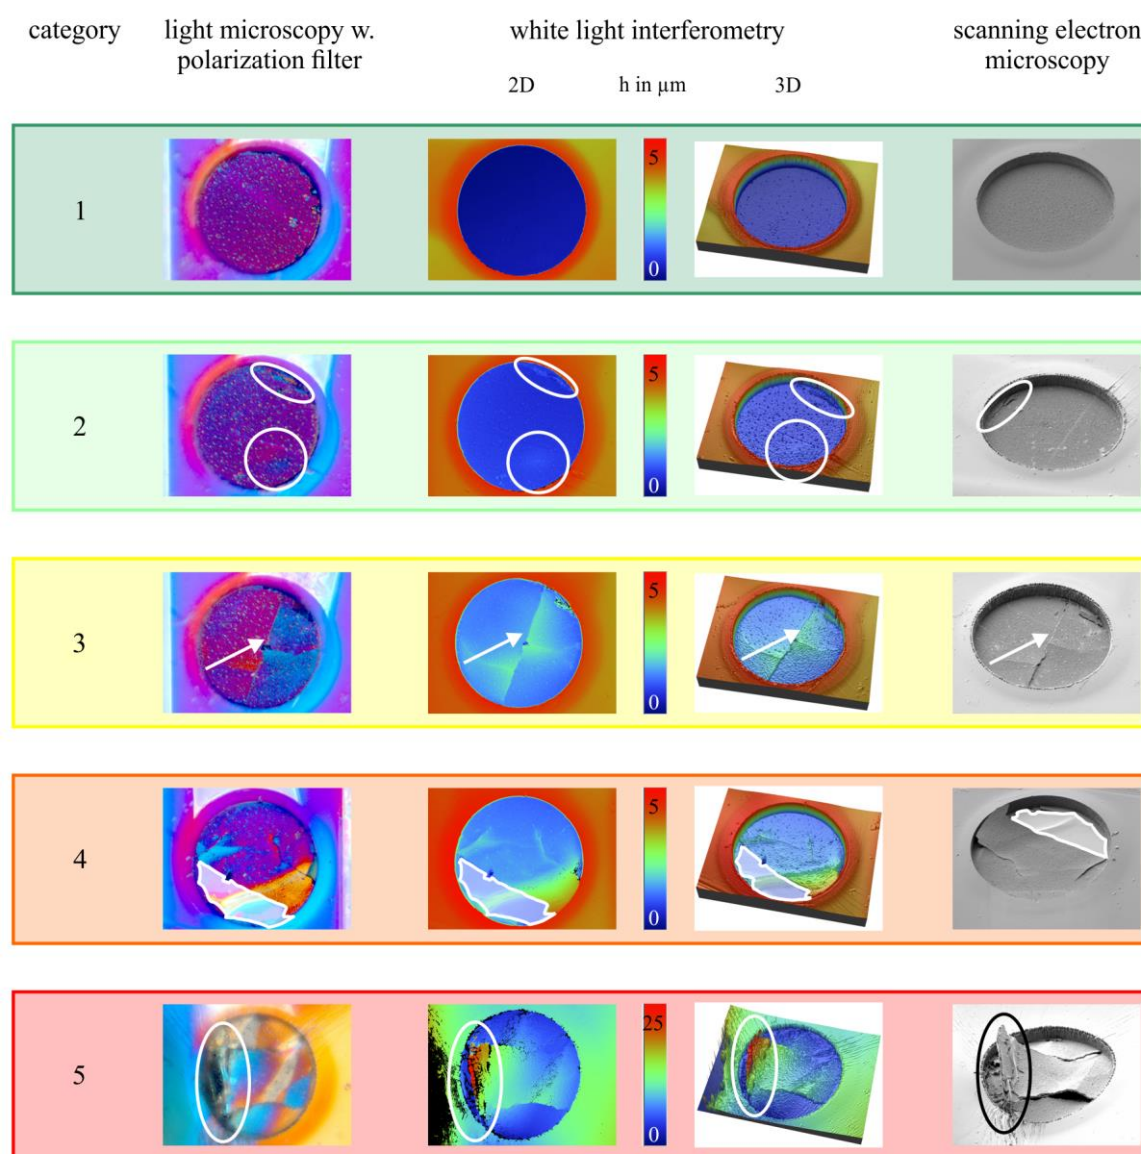 category
light microscopy w.
polarization filter
white light interferometry
2D
h in µm
3D
scanning electron
microscopy
1
5
0
2
5
0
3
5
0
4
5
0
5
25
0